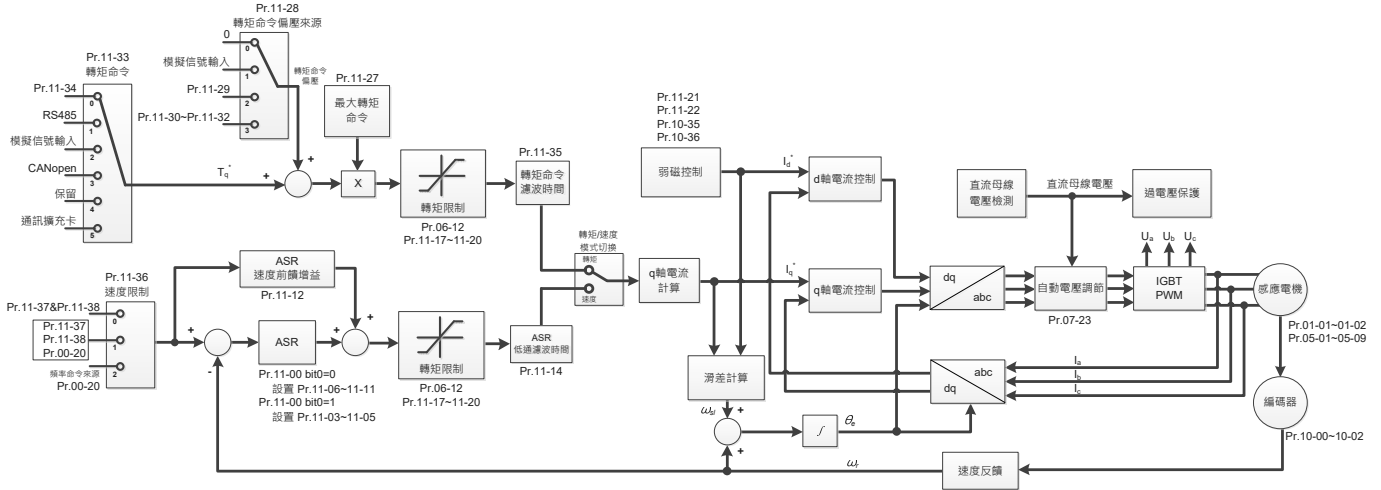 Pr.11-28
轉矩命令偏壓來源
0
0
模擬信號輸入
1
轉矩命令
偏壓
Pr.11-29
2
Pr.11-30~Pr.11-32
3
Pr.11-33
轉矩命令
Pr.11-34
0
RS485
1
模擬信號輸入
2
CANopen
3
保留
4
通訊擴充卡
5
Tq*
+
+
Pr.11-27
最大轉矩
命令
X
轉矩限制
Pr.06-12
Pr.11-17~11-20
Pr.11-35
轉矩命令
濾波時間
轉矩/速度
模式切換
轉矩
速度
q軸電流
計算
Pr.11-21
Pr.11-22
Pr.10-35
Pr.10-36
弱磁控制
Id*
d軸電流控制
Iq*
q軸電流控制
直流母線
電壓檢測
直流母線電壓
過電壓保護
dq
abc
自動電壓調節
Pr.07-23
Ua
Ub
Uc
IGBT
PWM
感應電機
Pr.01-01~01-02
Pr.05-01~05-09
編碼器
Pr.10-00~10-02
Ia
Ib
Ic
abc
dq
滑差計算
ωsl
+
+
∫
θe
ωr
速度反饋
Pr.11-36
速度限制
Pr.11-37&Pr.11-38
0
Pr.11-37
Pr.11-38
Pr.00-20
1
頻率命令來源
Pr.00-20
2
ASR
速度前饋增益
Pr.11-12
+
-
ASR
Pr.11-00 bit0=0
設置 Pr.11-06~11-11
Pr.11-00 bit0=1
設置 Pr.11-03~11-05
+
+
轉矩限制
Pr.06-12
Pr.11-17~11-20
ASR
低通濾波時間
Pr.11-14